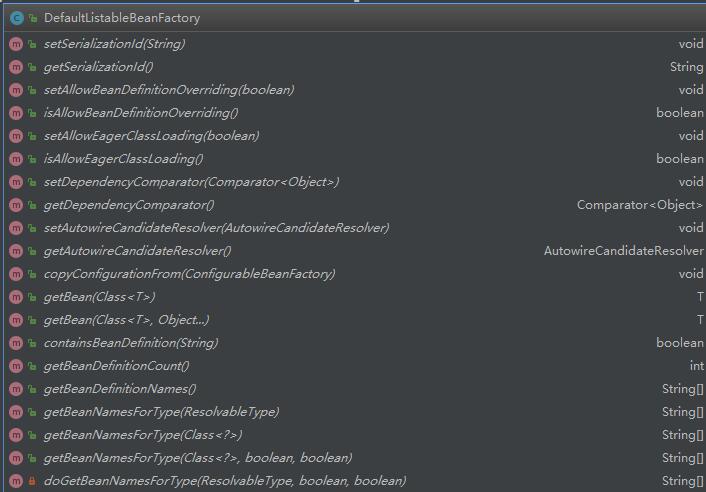 DefaultListableBeanFactory
setSerializationId(String) void
getSerializationId() String
setAllowBeanDefinitionOverriding(boolean) void
isAllowBeanDefinitionOverriding() boolean
setAllowEagerClassLoading(boolean) void
isAllowEagerClassLoading() boolean
setDependencyComparator(Comparator<Object>) void
getDependencyComparator() Comparator<Object>
setAutowireCandidateResolver(AutowireCandidateResolver) void
getAutowireCandidateResolver() AutowireCandidateResolver
copyConfigurationFrom(ConfigurableBeanFactory) void
getBean(Class<T>) T
getBean(Class<T>, Object...) T
containsBeanDefinition(String) boolean
getBeanDefinitionCount() int
getBeanDefinitionNames() String[]
getBeanNamesForType(ResolvableType) String[]
getBeanNamesForType(Class<?>) String[]
getBeanNamesForType(Class<?>, boolean, boolean) String[]
doGetBeanNamesForType(ResolvableType, boolean, boolean) String[]